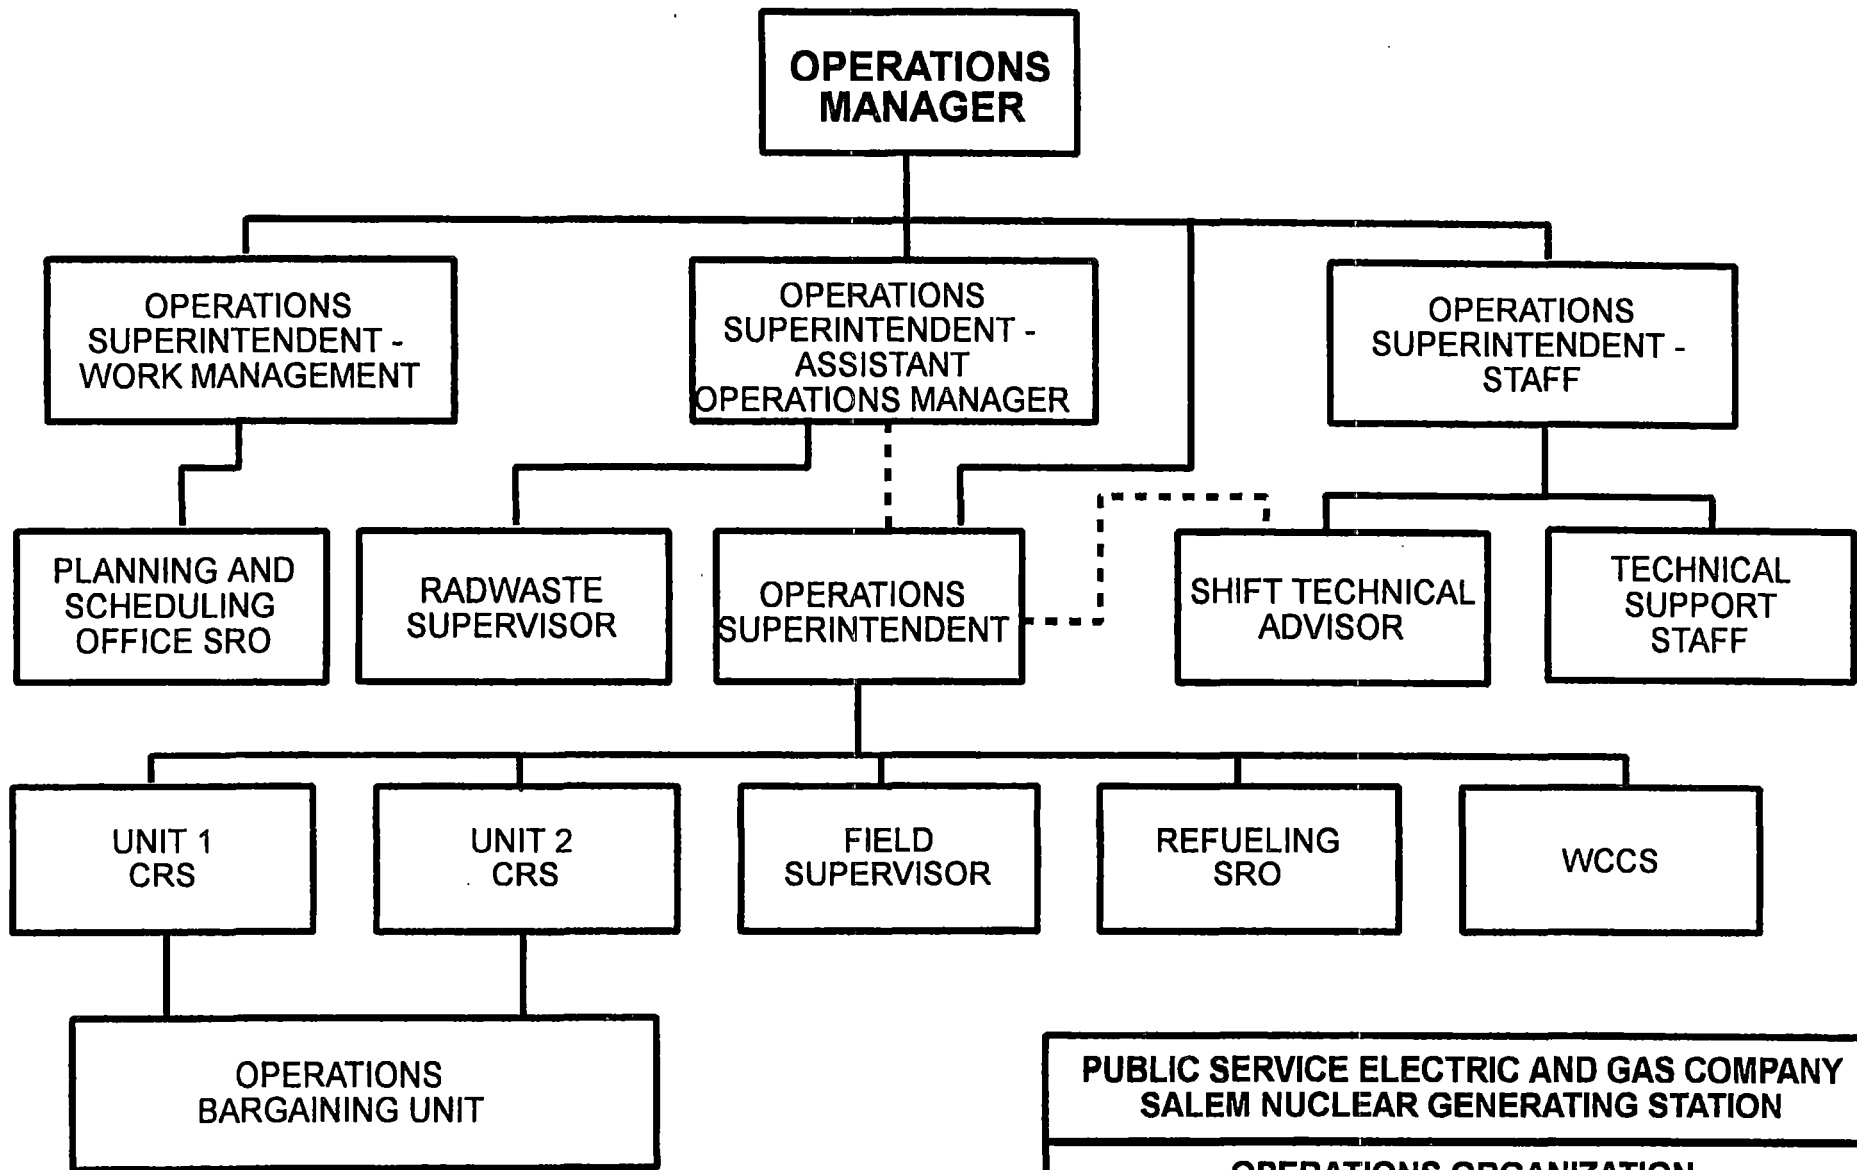 OPERATIONS
MANAGER
OPERATIONS
SUPERINTENDENT -
WORK MANAGEMENT
OPERATIONS
SUPERINTENDENT -
ASSISTANT
OPERATIONS MANAGER
OPERATIONS
SUPERINTENDENT -
STAFF
PLANNING AND
SCHEDULING
OFFICE SRO
RADWASTE
SUPERVISOR
OPERATIONS
SUPERINTENDENT
SHIFT TECHNICAL
ADVISOR
TECHNICAL
SUPPORT
STAFF
UNIT 1
CRS
UNIT 2
CRS
FIELD
SUPERVISOR
REFUELING
SRO
WCCS
OPERATIONS
BARGAINING UNIT
PUBLIC SERVICE ELECTRIC AND GAS COMPANY
SALEM NUCLEAR GENERATING STATION
OPERATIONS ORGANIZATION